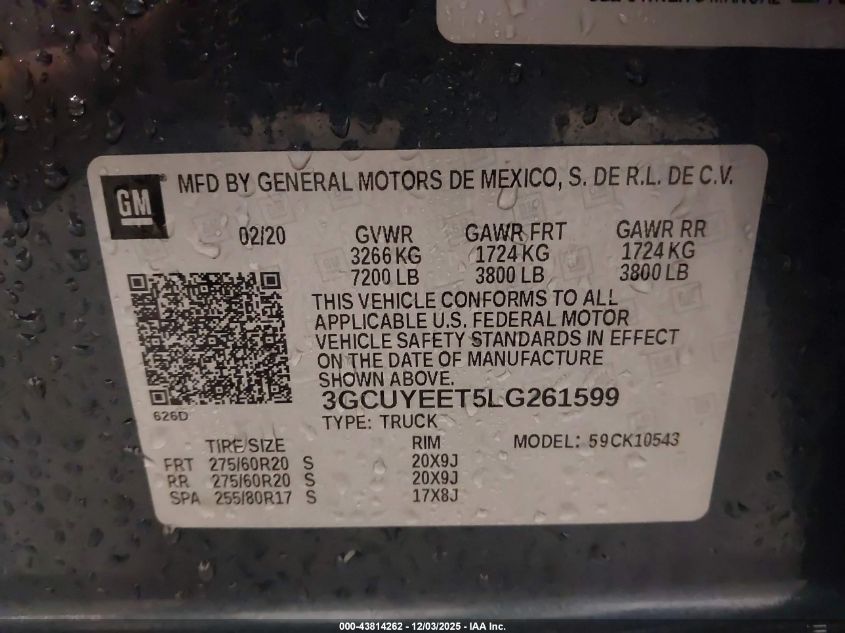 GM
MFD BY GENERAL MOTORS DE MEXICO, S. DE R.L. DE C.V.
02/20 GVWR GAWR FRT GAWR RR
3266 KG 1724 KG 1724 KG
7200 LB 3800 LB 3800 LB
THIS VEHICLE CONFORMS TO ALL
APPLICABLE U.S. FEDERAL MOTOR
VEHICLE SAFETY STANDARDS IN EFFECT
ON THE DATE OF MANUFACTURE
SHOWN ABOVE.
3GCUYEET5LG261599
626D
TYPE: TRUCK
TIRE SIZE RIM MODEL: 59CK10543
FRT 275/60R20 S 20X9J
RR 275/60R20 S 20X9J
SPA 255/80R17 S 17X8J
000-43814262 - 12/03/2025 - IAA Inc.